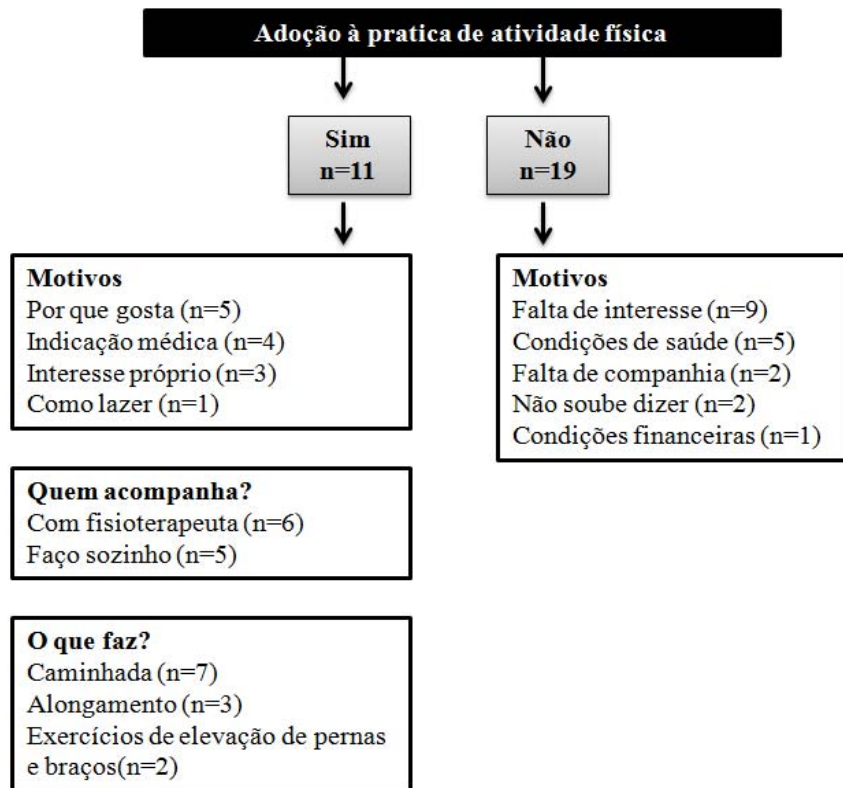 Adoção à pratica de atividade física
Sim
n=11
Não
n=19
Motivos
Por que gosta (n=5)
Indicação médica (n=4)
Interesse próprio (n=3)
Como lazer (n=1)
Motivos
Falta de interesse (n=9)
Condições de saúde (n=5)
Falta de companhia (n=2)
Não soube dizer (n=2)
Condições financeiras (n=1)
Quem acompanha?
Com fisioterapeuta (n=6)
Faço sozinho (n=5)
O que faz?
Caminhada (n=7)
Alongamento (n=3)
Exercícios de elevação de pernas
e braços(n=2)